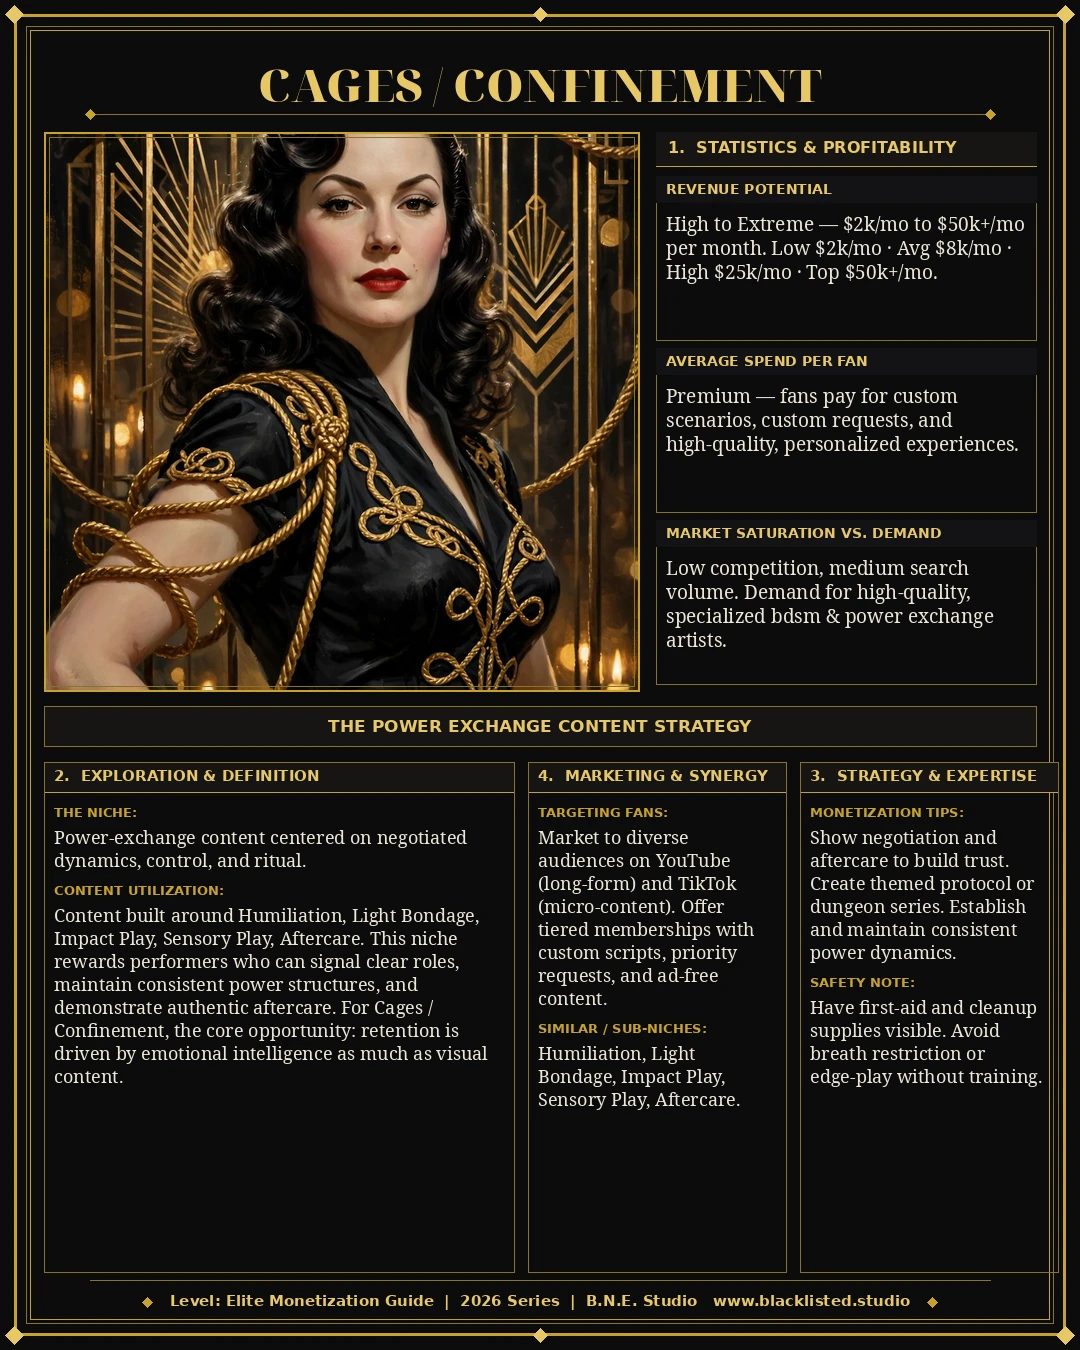 CAGES / CONFINEMENT
1. STATISTICS & PROFITABILITY
REVENUE POTENTIAL
High to Extreme — $2k/mo to $50k+/mo
per month. Low $2k/mo · Avg $8k/mo ·
High $25k/mo · Top $50k+/mo.
AVERAGE SPEND PER FAN
Premium — fans pay for custom
scenarios, custom requests, and
high-quality, personalized experiences.
MARKET SATURATION VS. DEMAND
Low competition, medium search
volume. Demand for high-quality,
specialized bdsm & power exchange
artists.
THE POWER EXCHANGE CONTENT STRATEGY
2. EXPLORATION & DEFINITION
THE NICHE:
Power-exchange content centered on negotiated
dynamics, control, and ritual.
CONTENT UTILIZATION:
Content built around Humiliation, Light Bondage,
Impact Play, Sensory Play, Aftercare. This niche
rewards performers who can signal clear roles,
maintain consistent power structures, and
demonstrate authentic aftercare. For Cages /
Confinement, the core opportunity: retention is
driven by emotional intelligence as much as visual
content.
4. MARKETING & SYNERGY
TARGETING FANS:
Market to diverse
audiences on YouTube
(long-form) and TikTok
(micro-content). Offer
tiered memberships with
custom scripts, priority
requests, and ad-free
content.
SIMILAR / SUB-NICHES:
Humiliation, Light
Bondage, Impact Play,
Sensory Play, Aftercare.
3. STRATEGY & EXPERTISE
MONETIZATION TIPS:
Show negotiation and
aftercare to build trust.
Create themed protocol or
dungeon series. Establish
and maintain consistent
power dynamics.
SAFETY NOTE:
Have first-aid and cleanup
supplies visible. Avoid
breath restriction or
edge-play without training.
Level: Elite Monetization Guide | 2026 Series | B.N.E. Studio www.blacklisted.studio